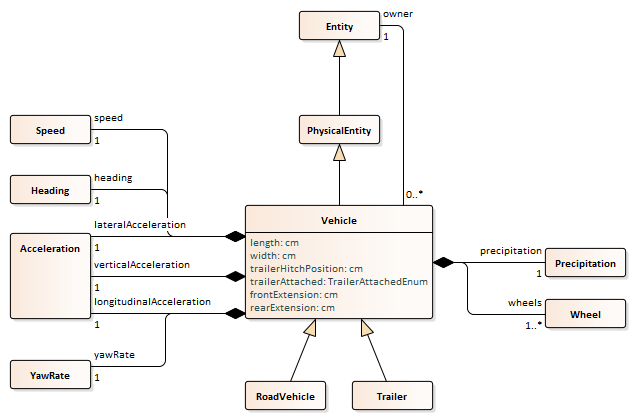 owner
Entity
1
speed
Speed
1
PhysicalEntity
heading
Heading
1
0..*
Vehicle
lateralAcceleration
Acceleration
1
length: cm
width: cm
precipitation
verticalAcceleration
trailerHitchPosition: cm
Precipitation
1
trailerAttached: TrailerAttachedEnum
1
longitudinalAcceleration
frontExtension: cm
wheels
rearExtension: cm
Wheel
1
1..*
yawRate
YawRate
1
RoadVehicle
Trailer